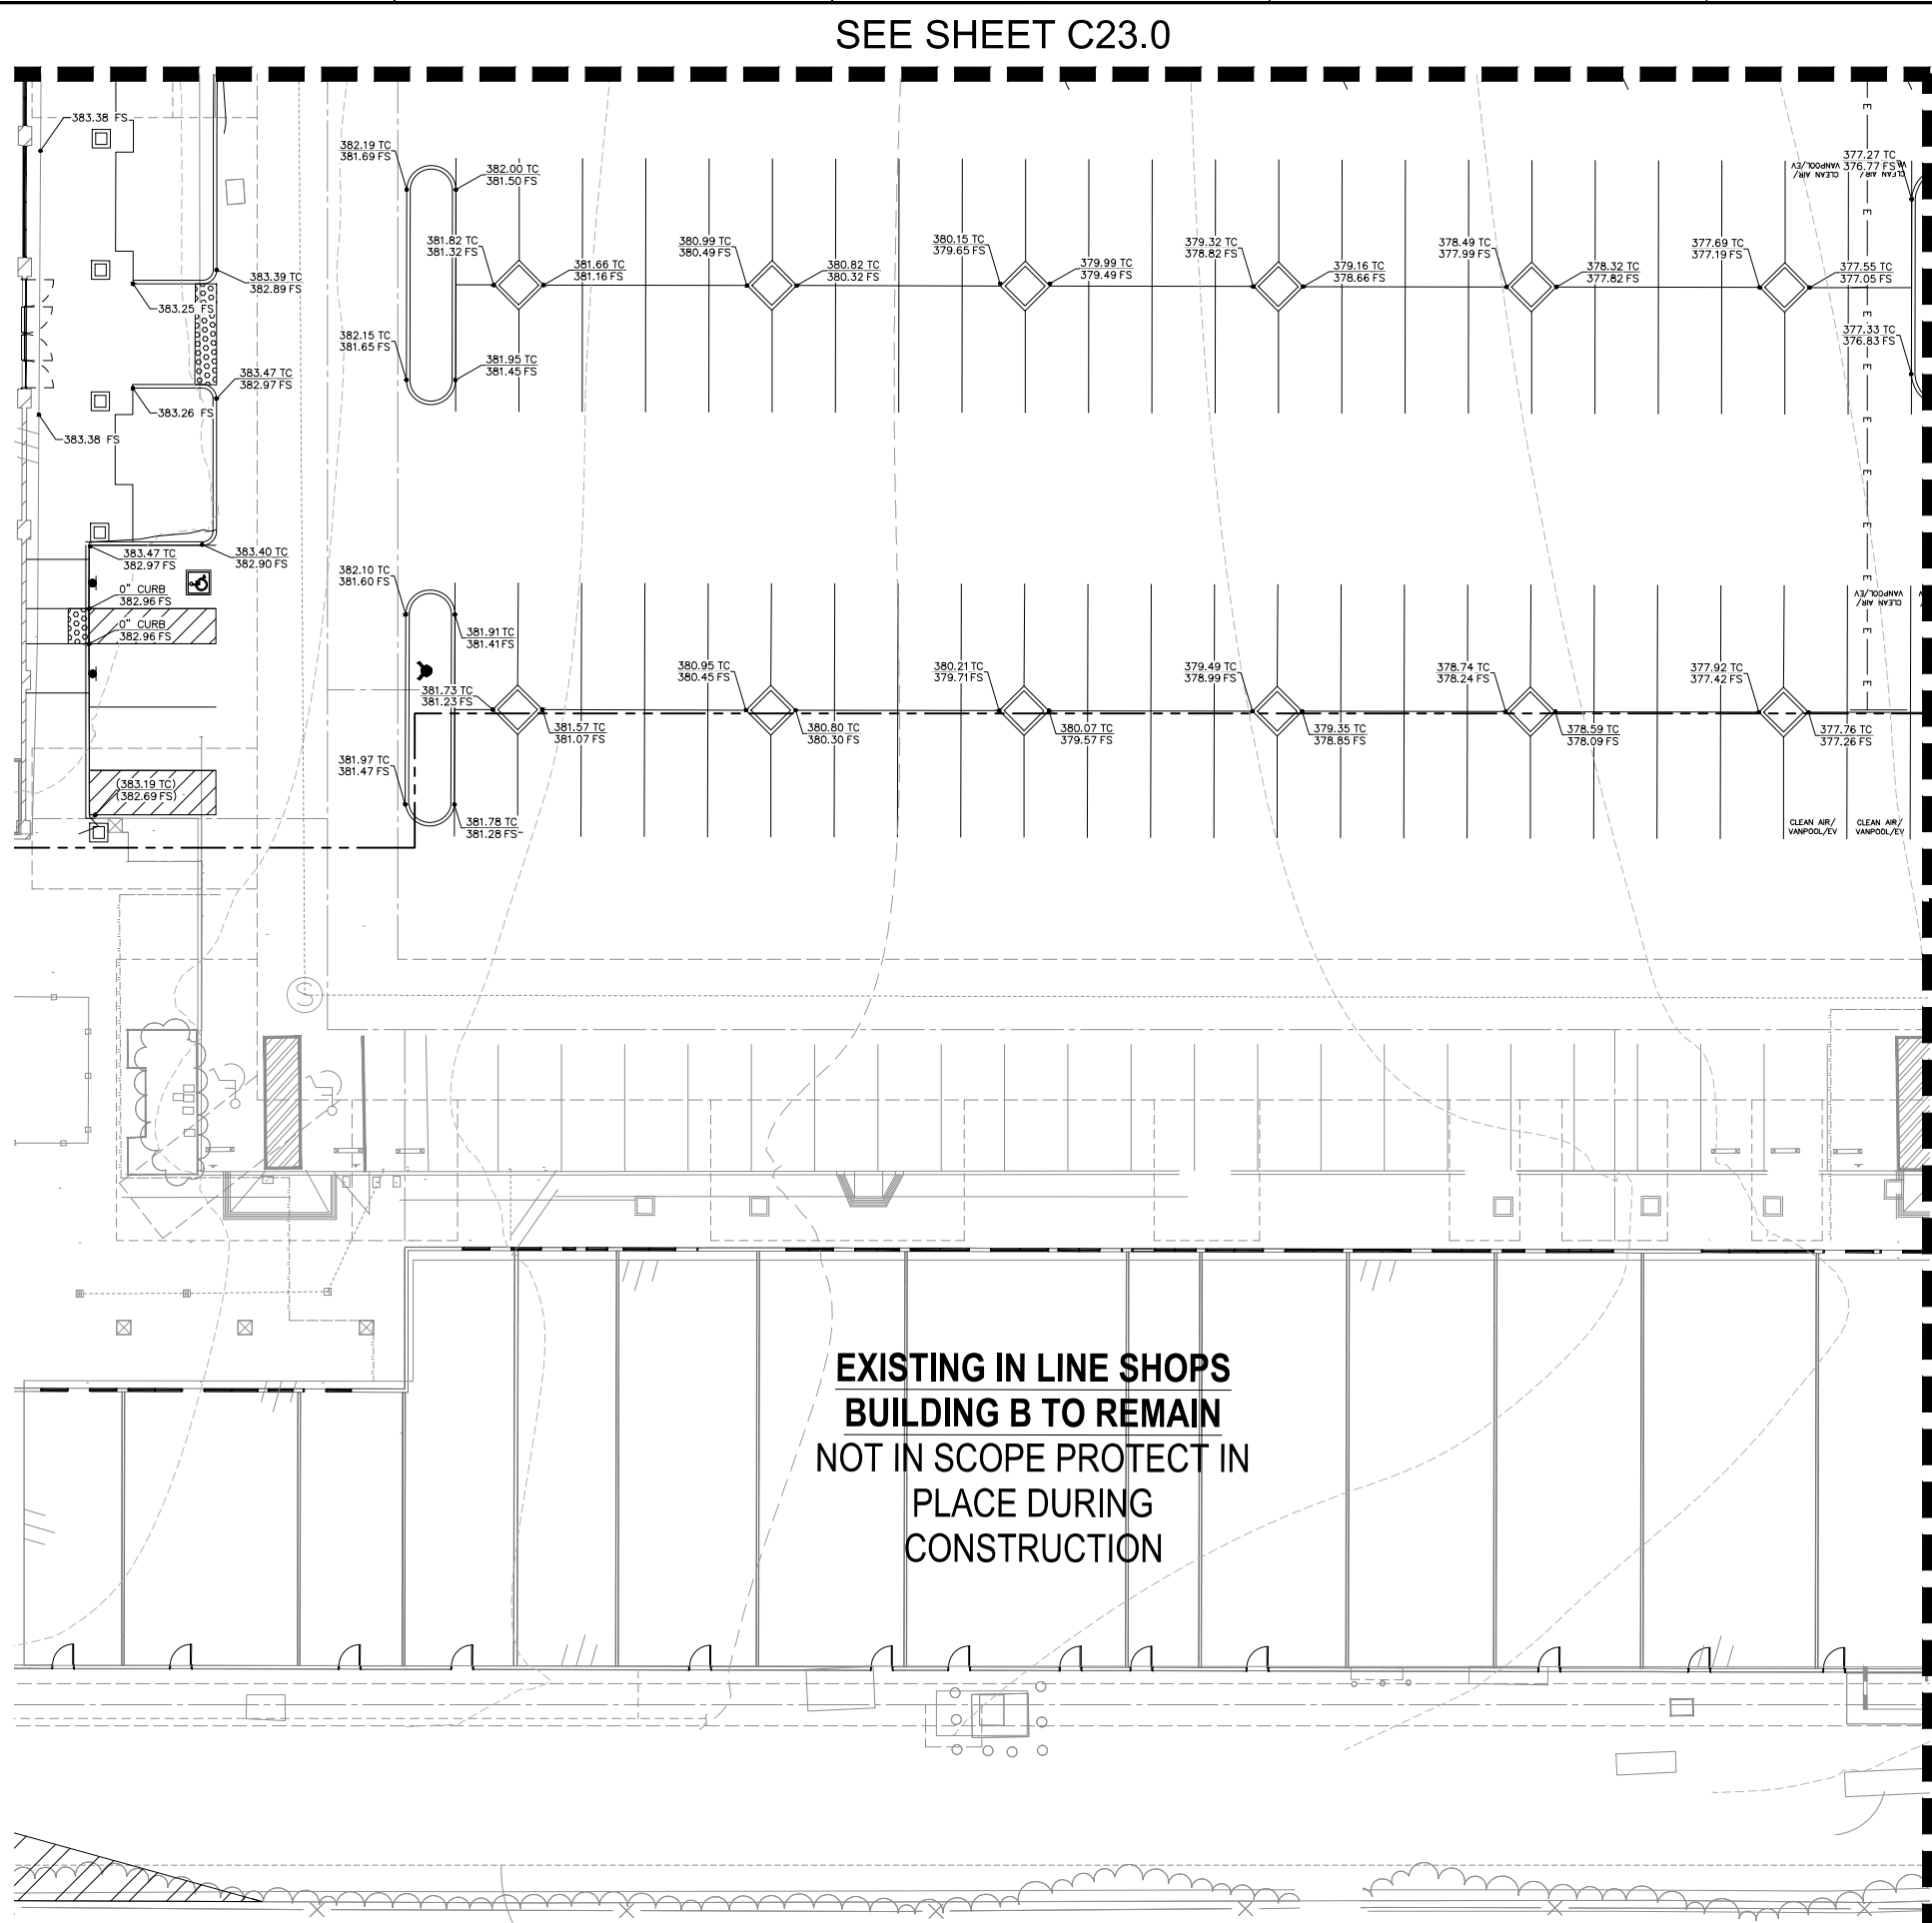 SEE SHEET C23.0
383.38 FS
382.19 TC
381.69 FS
382.00 TC
381.50 FS
377.27 TC
376.77 FS
CLEAN AIR/
VANPOOL/EV
CLEAN AIR/
381.82 TC
381.32 FS
381.66 TC
381.16 FS
380.99 TC
380.49 FS
380.82 TC
380.32 FS
380.15 TC
379.65 FS
379.99 TC
379.49 FS
379.32 TC
378.82 FS
379.16 TC
378.66 FS
378.49 TC
377.99 FS
378.32 TC
377.82 FS
377.69 TC
377.19 FS
377.55 TC
377.05 FS
383.39 TC
382.89 FS
383.25 FS
382.15 TC
381.65 FS
381.95 TC
381.45 FS
377.33 TC
376.83 FS
383.47 TC
382.97 FS
383.26 FS
383.38 FS
383.47 TC
382.97 FS
383.40 TC
382.90 FS
0" CURB
382.96 FS
0" CURB
382.96 FS
382.10 TC
381.60 FS
381.91 TC
381.41 FS
CLEAN AIR/
VANPOOL/EV
381.73 TC
381.23 FS
381.57 TC
381.07 FS
380.95 TC
380.45 FS
380.80 TC
380.30 FS
380.21 TC
379.71 FS
380.07 TC
379.57 FS
379.49 TC
378.99 FS
379.35 TC
378.85 FS
378.74 TC
378.24 FS
378.59 TC
378.09 FS
377.92 TC
377.42 FS
377.76 TC
377.26 FS
(383.19 TC)
(382.69 FS)
381.97 TC
381.47 FS
381.78 TC
381.28 FS
CLEAN AIR/
VANPOOL/EV
CLEAN AIR/
VANPOOL/EV
E
E
E
E
E
E
E
E
E
E
E
E
S
EXISTING IN LINE SHOPS
BUILDING B TO REMAIN
NOT IN SCOPE PROTECT IN
PLACE DURING
CONSTRUCTION